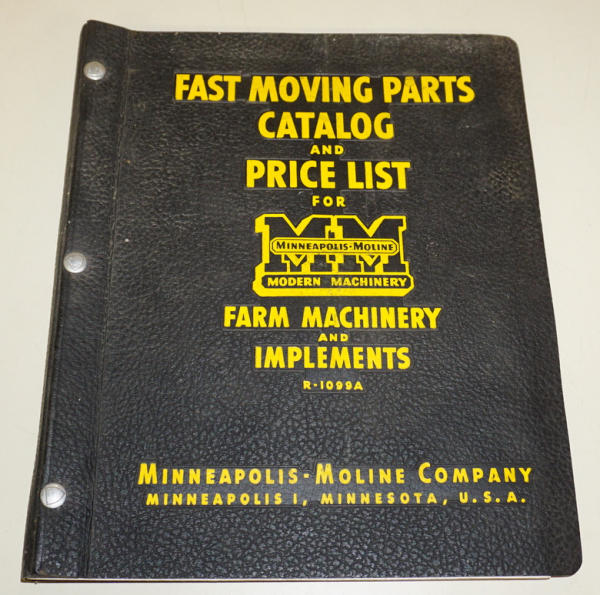 FAST MOVING PARTS
CATALOG
AND
PRICE LIST
FOR
MM
MINNEAPOLIS-MOLINE
MODERN MACHINERY
FARM MACHINERY
AND
IMPLEMENTS
R-1099A
MINNEAPOLIS-MOLINE COMPANY
MINNEAPOLIS 1, MINNESOTA, U.S.A.